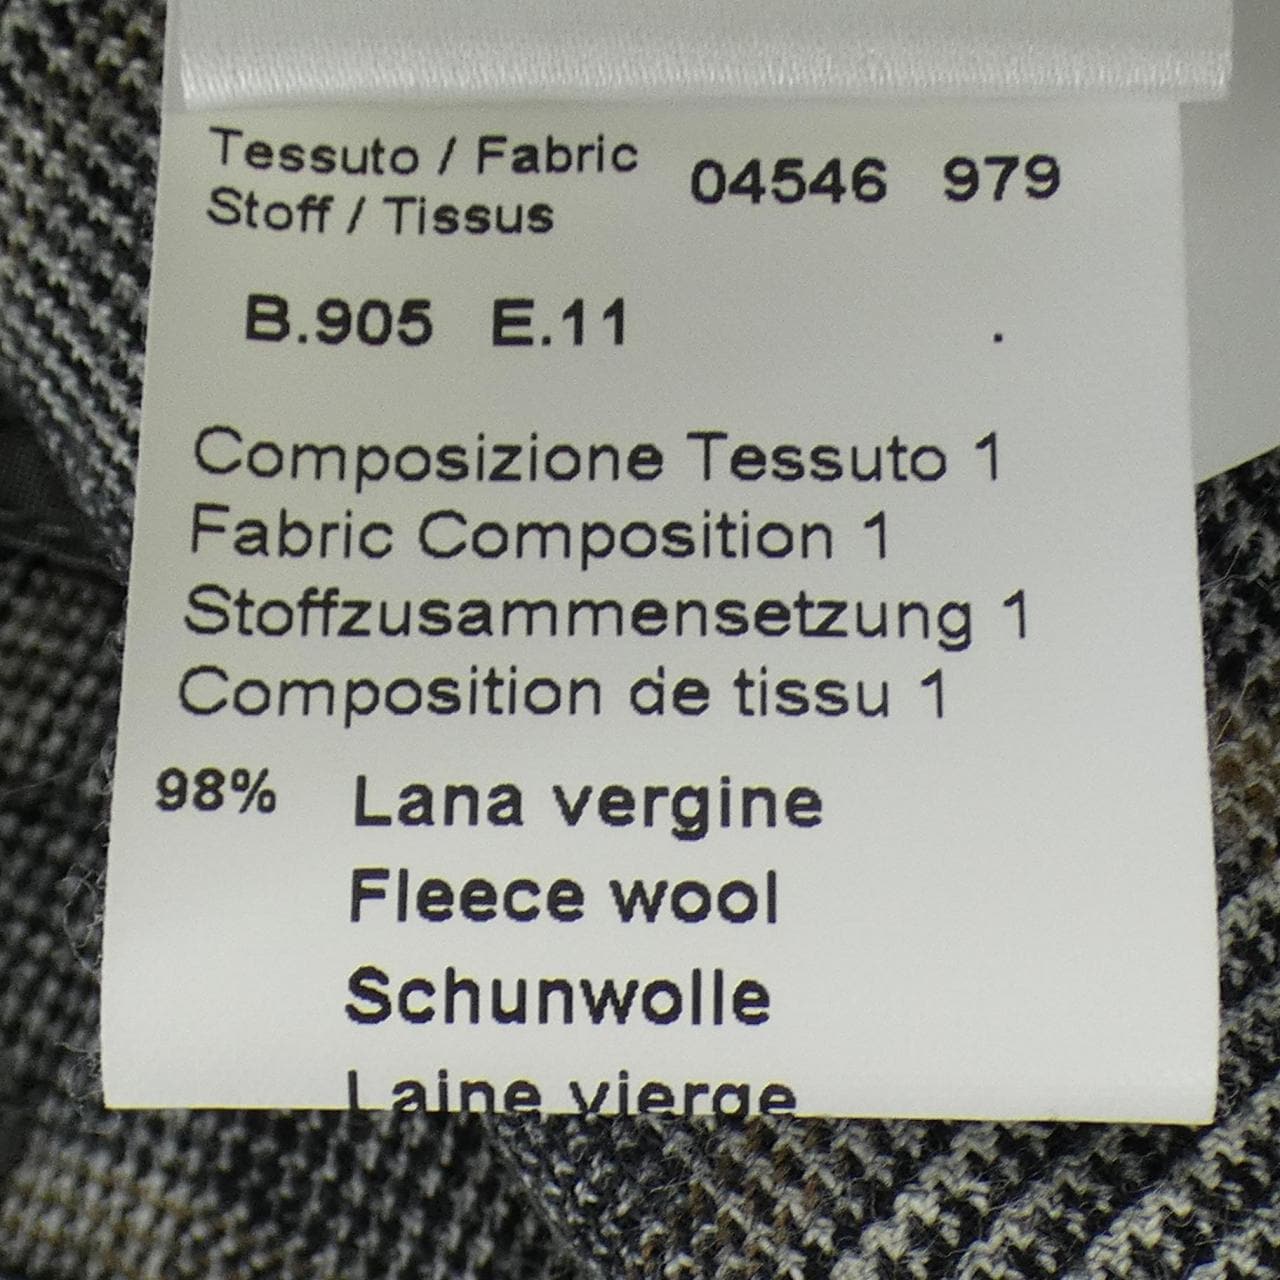 Tessuto / Fabric 04546 979
Stoff / Tissus
B.905 E.11 .
Composizione Tessuto 1
Fabric Composition 1
Stoffzusammensetzung 1
Composition de tissu 1
98% Lana vergine
Fleece wool
Schunwolle
Laine vierge